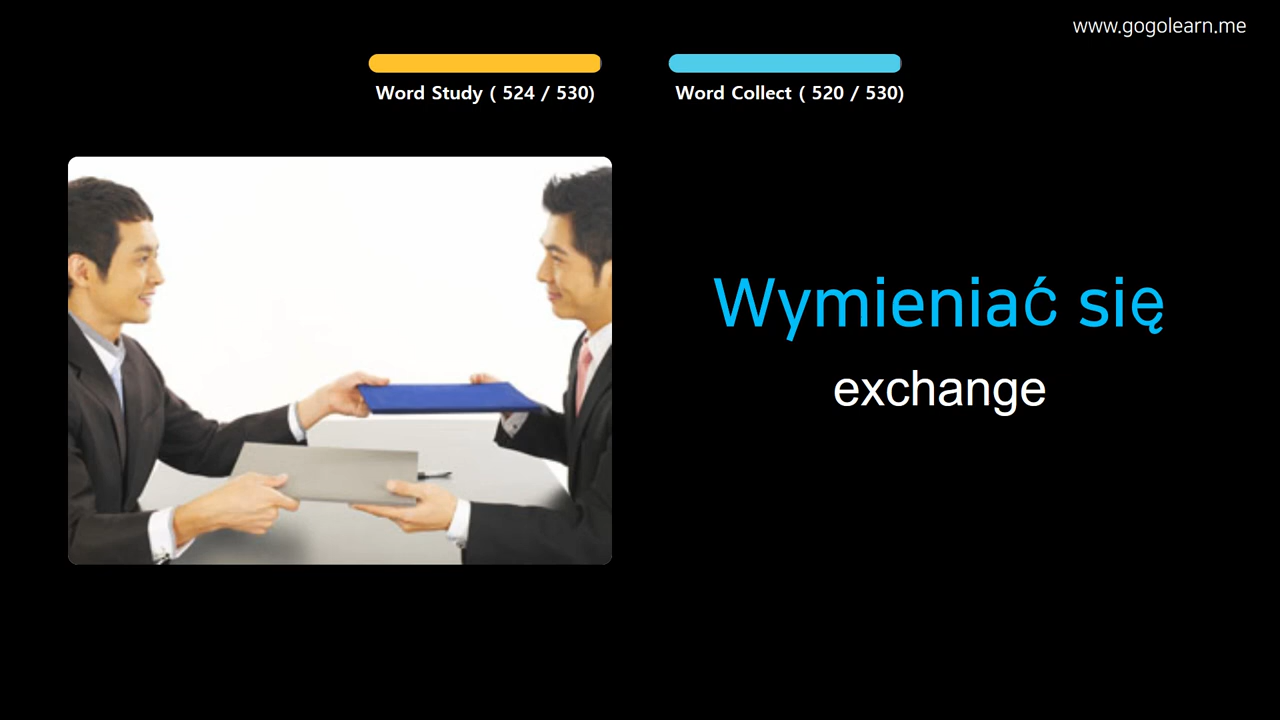 www.gogolearn.me
Word Study ( 524 / 530)
Word Collect ( 520 / 530)
Wymieniać się
exchange